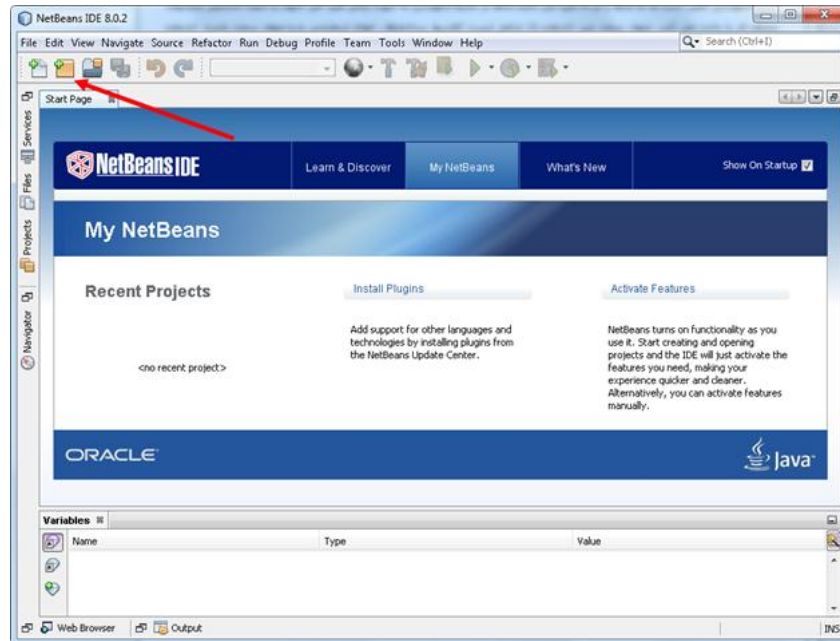 NetBeans IDE 8.0.2
File Edit View Navigate Source Refactor Run Debug Profile Team Tools Window Help
Search (Ctrl+I)
Start Page
Services
Files
Projects
Navigator
NetBeans IDE
Learn & Discover
My NetBeans
What's New
Show On Startup
My NetBeans
Recent Projects
<no recent project>
Install Plugins
Add support for other languages and
technologies by installing plugins from
the NetBeans Update Center.
Activate Features
NetBeans turns on functionality as you
use it. Start creating and opening
projects and the IDE will just activate the
features you need, making your
experience quicker and cleaner.
Alternatively, you can activate features
manually.
ORACLE
Java
Variables
Name Type Value
Web Browser Output
INS